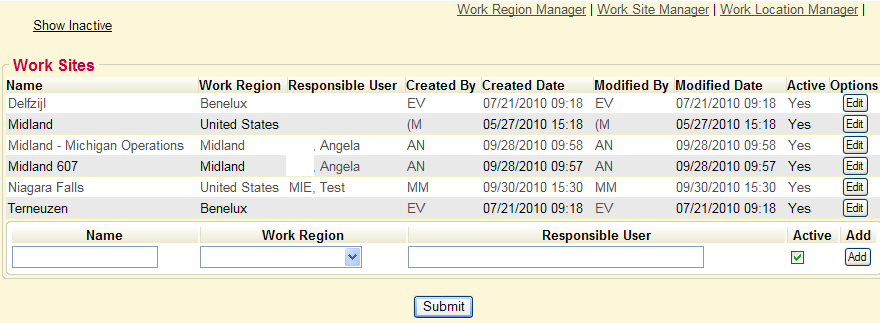 Work Region Manager | Work Site Manager | Work Location Manager |
Show Inactive
Work Sites
Name Work Region Responsible User Created By Created Date Modified By Modified Date Active Options
Delfzijl Benelux EV 07/21/2010 09:18 EV 07/21/2010 09:18 Yes Edit
Midland United States (M 05/27/2010 15:18 (M 05/27/2010 15:18 Yes Edit
Midland - Michigan Operations Midland , Angela AN 09/28/2010 09:58 AN 09/28/2010 09:58 Yes Edit
Midland 607 Midland , Angela AN 09/28/2010 09:57 AN 09/28/2010 09:57 Yes Edit
Niagara Falls United States MIE, Test MM 09/30/2010 15:30 MM 09/30/2010 15:30 Yes Edit
Terneuzen Benelux EV 07/21/2010 09:18 EV 07/21/2010 09:18 Yes Edit
Name Work Region Responsible User Active Add
Add
Submit